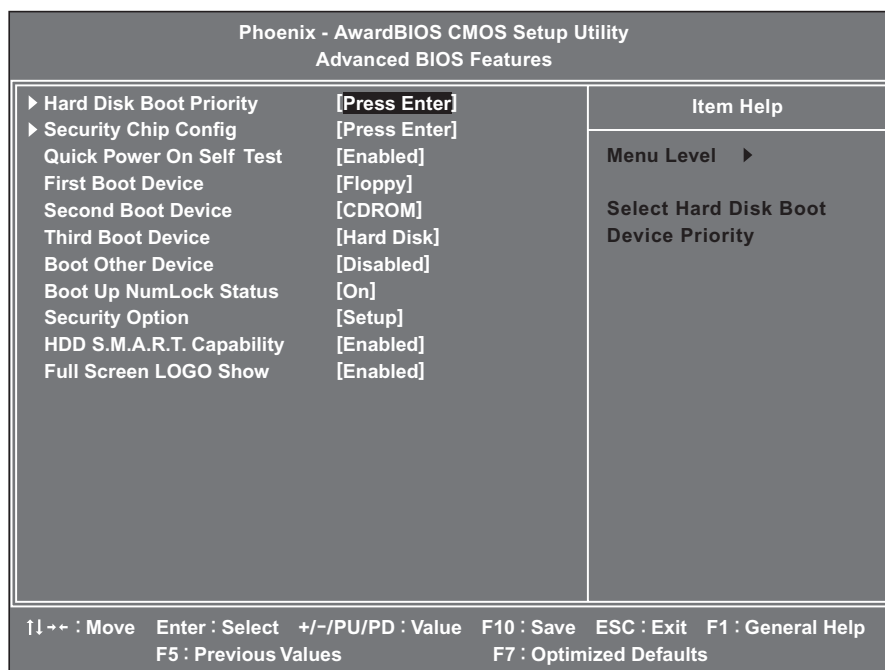 Phoenix - AwardBIOS CMOS Setup Utility
Advanced BIOS Features
Hard Disk Boot Priority [Press Enter]
Security Chip Config [Press Enter]
Quick Power On Self Test [Enabled]
First Boot Device [Floppy]
Second Boot Device [CDROM]
Third Boot Device [Hard Disk]
Boot Other Device [Disabled]
Boot Up NumLock Status [On]
Security Option [Setup]
HDD S.M.A.R.T. Capability [Enabled]
Full Screen LOGO Show [Enabled]
Item Help
Menu Level
Select Hard Disk Boot
Device Priority
↑↓→← : Move Enter : Select +/-/PU/PD : Value F10 : Save ESC : Exit F1 : General Help
F5 : Previous Values F7 : Optimized Defaults